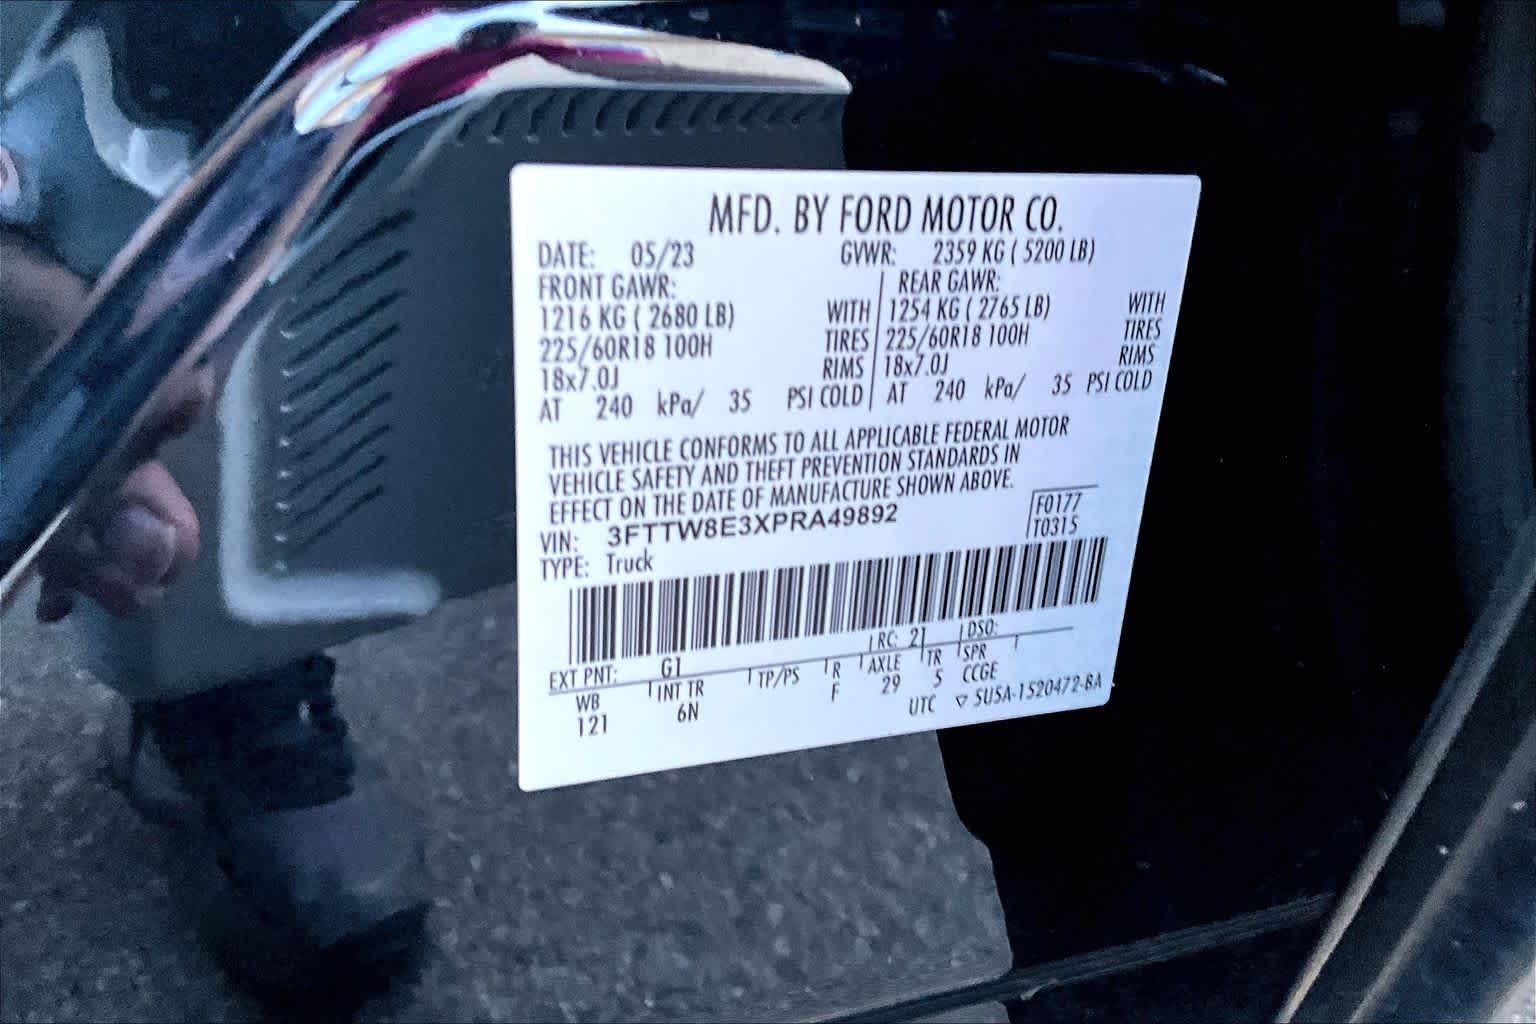 MFD. BY FORD MOTOR CO.
DATE: 05/23 GVWR: 2359 KG ( 5200 LB)
FRONT GAWR: REAR GAWR:
1216 KG ( 2680 LB) WITH 1254 KG ( 2765 LB) WITH
225/60R18 100H TIRES 225/60R18 100H TIRES
18x7.0J RIMS 18x7.0J RIMS
AT 240 kPa/ 35 PSI COLD AT 240 kPa/ 35 PSI COLD
THIS VEHICLE CONFORMS TO ALL APPLICABLE FEDERAL MOTOR
VEHICLE SAFETY AND THEFT PREVENTION STANDARDS IN
EFFECT ON THE DATE OF MANUFACTURE SHOWN ABOVE.
VIN: 3FTTW8E3XPRA49892 F0177
TYPE: Truck T0315
EXT PNT: G1 RC: 21 DSO:
WB INT TR TP/PS R AXLE TR SPR
121 6N F 29 5 CCGE
UTC ▽ SU5A-1520472-BA